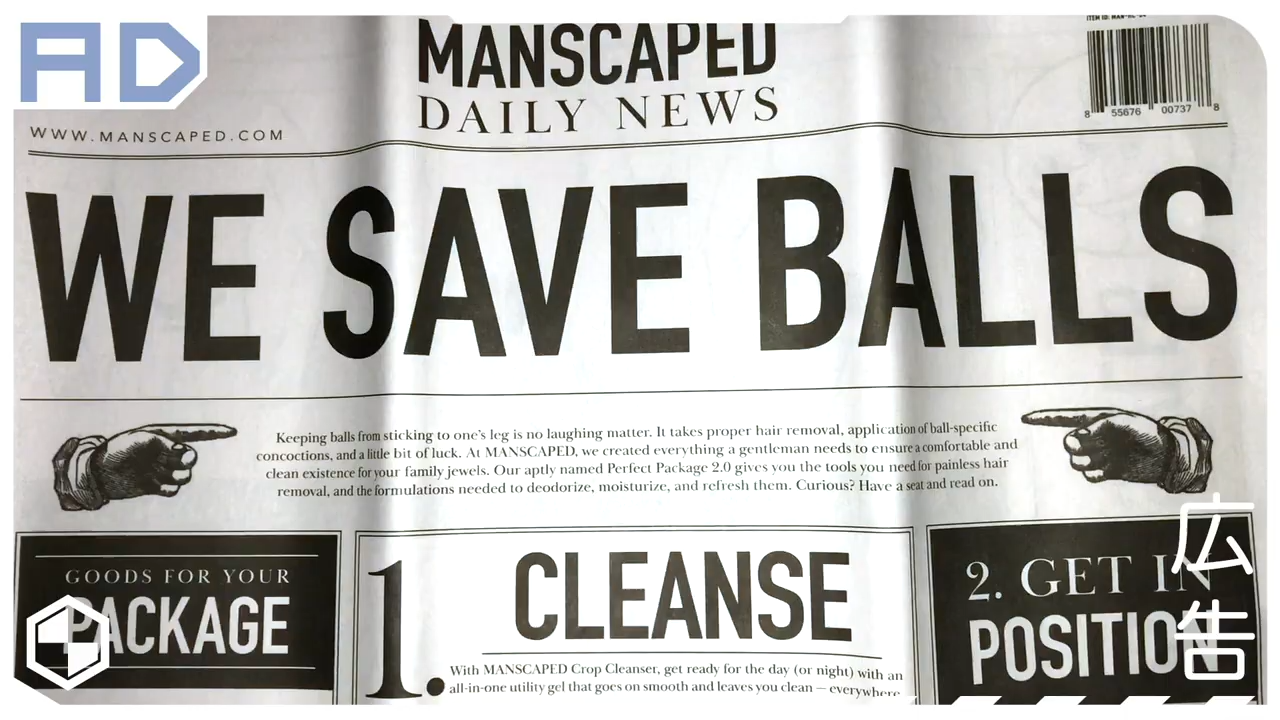 AD
MANSCAPED
DAILY NEWS
WWW.MANSCAPED.COM
8 55676 00737 8
WE SAVE BALLS
Keeping balls from sticking to one's leg is no laughing matter. It takes proper hair removal, application of ball-specific
concoctions, and a little bit of luck. At MANSCAPED, we created everything a gentleman needs to ensure a comfortable and
clean existence for your family jewels. Our aptly named Perfect Package 2.0 gives you the tools you need for painless hair
removal, and the formulations needed to deodorize, moisturize, and refresh them. Curious? Have a seat and read on.
GOODS FOR YOUR
PACKAGE
1. CLEANSE
With MANSCAPED Crop Cleanser, get ready for the day (or night) with an
all-in-one utility gel that goes on smooth and leaves you clean — everywhere
2. GET IN
POSITION
広告